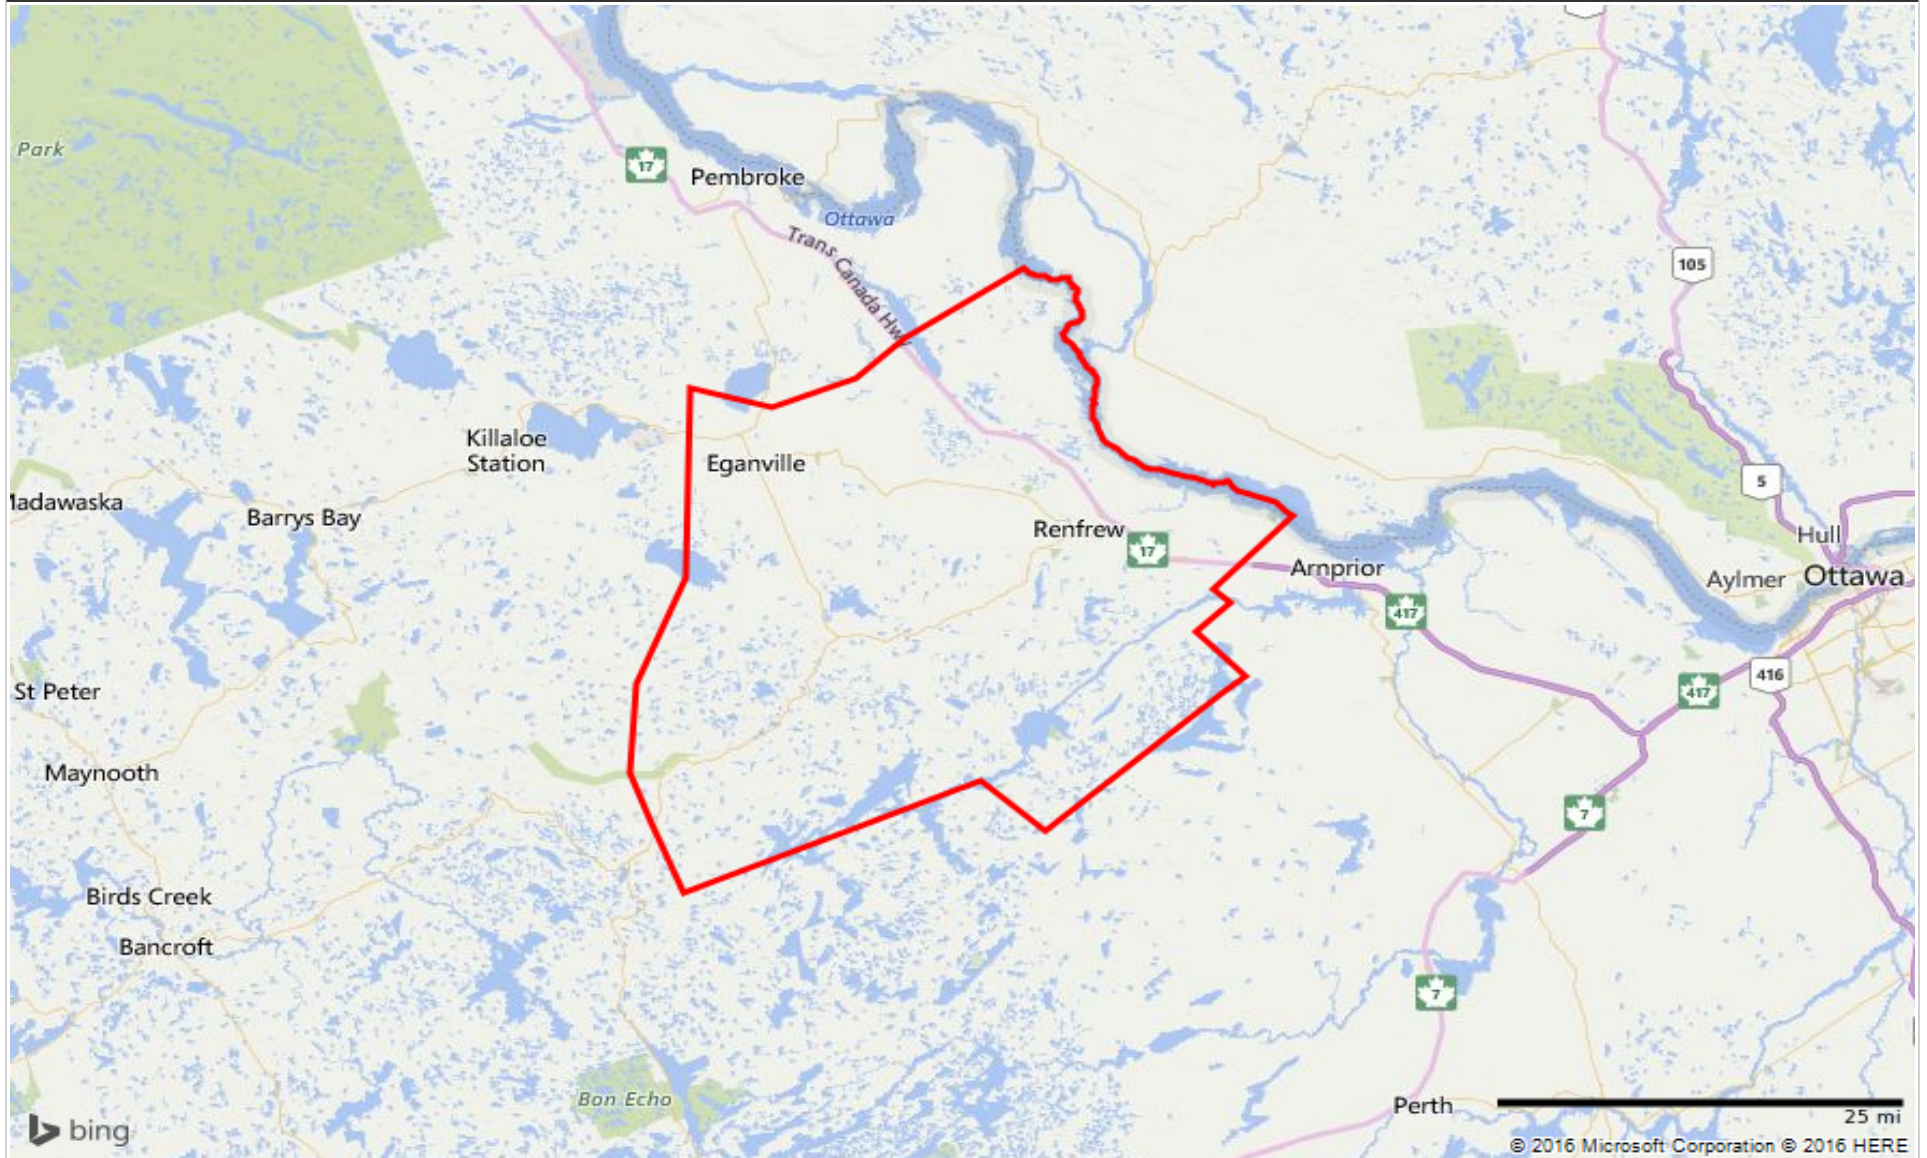 Park
17
Pembroke
Ottawa
Trans Canada Hwy
105
Killaloe
Station
Eganville
5
Madawaska
Barrys Bay
Renfrew
17
Hull
Arnprior
Aylmer
Ottawa
417
St Peter
416
417
Maynooth
7
Birds Creek
Bancroft
7
Bon Echo
Perth
25 mi
bing
© 2016 Microsoft Corporation © 2016 HERE